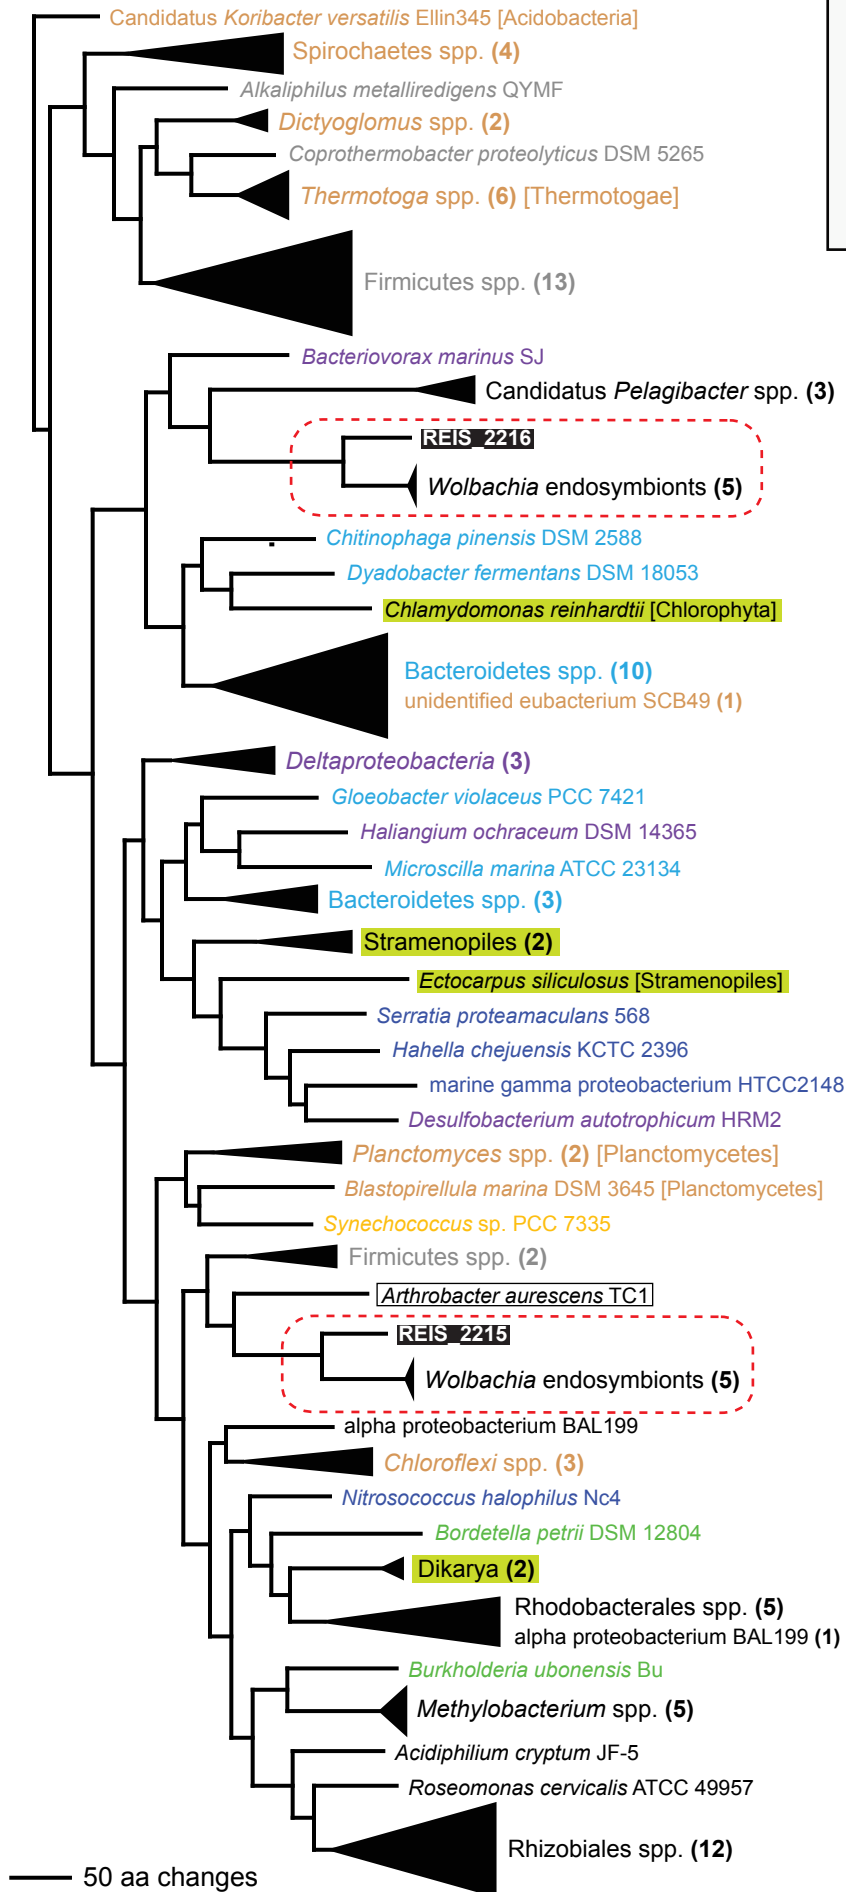 Candidatus Koribacter versatilis Ellin345 [Acidobacteria]
Spirochaetes spp. (4)
Alkaliphilus metalliredigens QYMF
Dictyoglomus spp. (2)
Coprothermobacter proteolyticus DSM 5265
Thermotoga spp. (6) [Thermotogae]
Firmicutes spp. (13)
Bacteriovorax marinus SJ
Candidatus Pelagibacter spp. (3)
REIS_2216
Wolbachia endosymbionts (5)
Chitinophaga pinensis DSM 2588
Dyadobacter fermentans DSM 18053
Chlamydomonas reinhardtii [Chlorophyta]
Bacteroidetes spp. (10)
unidentified eubacterium SCB49 (1)
Deltaproteobacteria (3)
Gloeobacter violaceus PCC 7421
Haliangium ochraceum DSM 14365
Microscilla marina ATCC 23134
Bacteroidetes spp. (3)
Stramenopiles (2)
Ectocarpus siliculosus [Stramenopiles]
Serratia proteamaculans 568
Hahella chejuensis KCTC 2396
marine gamma proteobacterium HTCC2148
Desulfobacterium autotrophicum HRM2
Planctomyces spp. (2) [Planctomycetes]
Blastopirellula marina DSM 3645 [Planctomycetes]
Synechococcus sp. PCC 7335
Firmicutes spp. (2)
Arthrobacter aurescens TC1
REIS_2215
Wolbachia endosymbionts (5)
alpha proteobacterium BAL199
Chloroflexi spp. (3)
Nitrosococcus halophilus Nc4
Bordetella petrii DSM 12804
Dikarya (2)
Rhodobacterales spp. (5)
alpha proteobacterium BAL199 (1)
Burkholderia ubonensis Bu
Methylobacterium spp. (5)
Acidiphilium cryptum JF-5
Roseomonas cervicalis ATCC 49957
Rhizobiales spp. (12)
50 aa changes